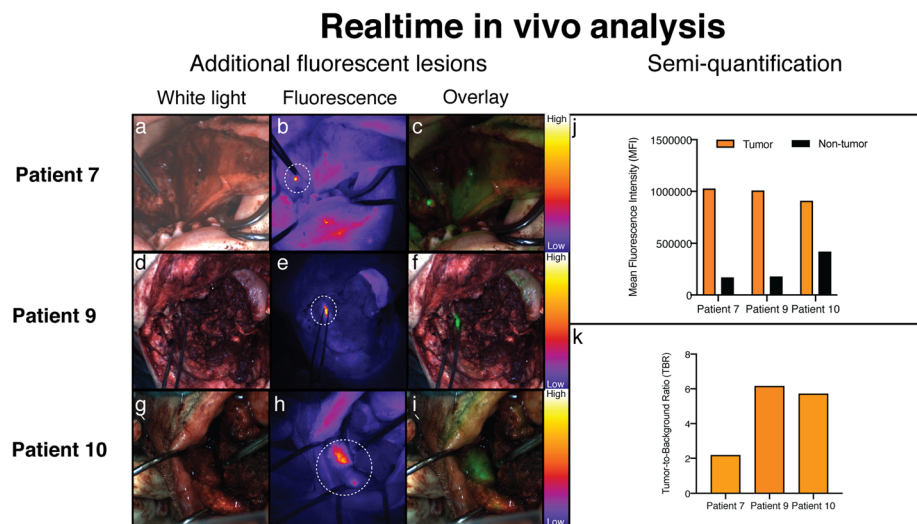 Realtime in vivo analysis
Additional fluorescent lesions
Semi-quantification
White light
Fluorescence
Overlay
Patient 7
a
b
c
High
Low
Patient 9
d
e
f
High
Low
Patient 10
g
h
i
High
Low
j
Mean Fluorescence Intensity (MFI)
1500000
1000000
500000
0
Tumor
Non-tumor
Patient 7
Patient 9
Patient 10
k
Tumor-to-Background Ratio (TBR)
8
6
4
2
0
Patient 7
Patient 9
Patient 10